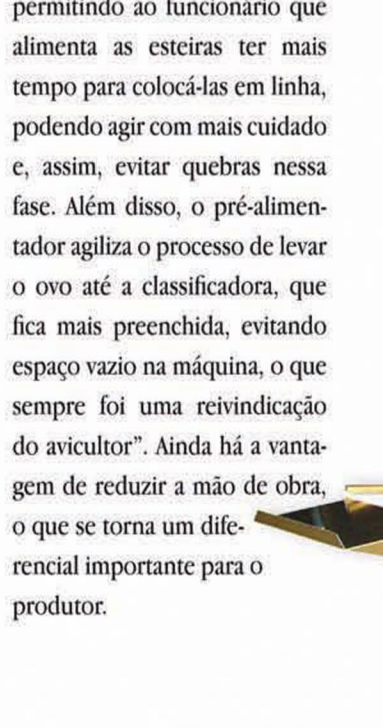 permitindo ao funcionário que
alimenta as esteiras ter mais
tempo para colocá-las em linha,
podendo agir com mais cuidado
e, assim, evitar quebras nessa
fase. Além disso, o pré-alimen-
tador agiliza o processo de levar
o ovo até a classificadora, que
fica mais preenchida, evitando
espaço vazio na máquina, o que
sempre foi uma reivindicação
do avicultor”. Ainda há a vanta-
gem de reduzir a mão de obra,
o que se torna um dife-
rencial importante para o
produtor.